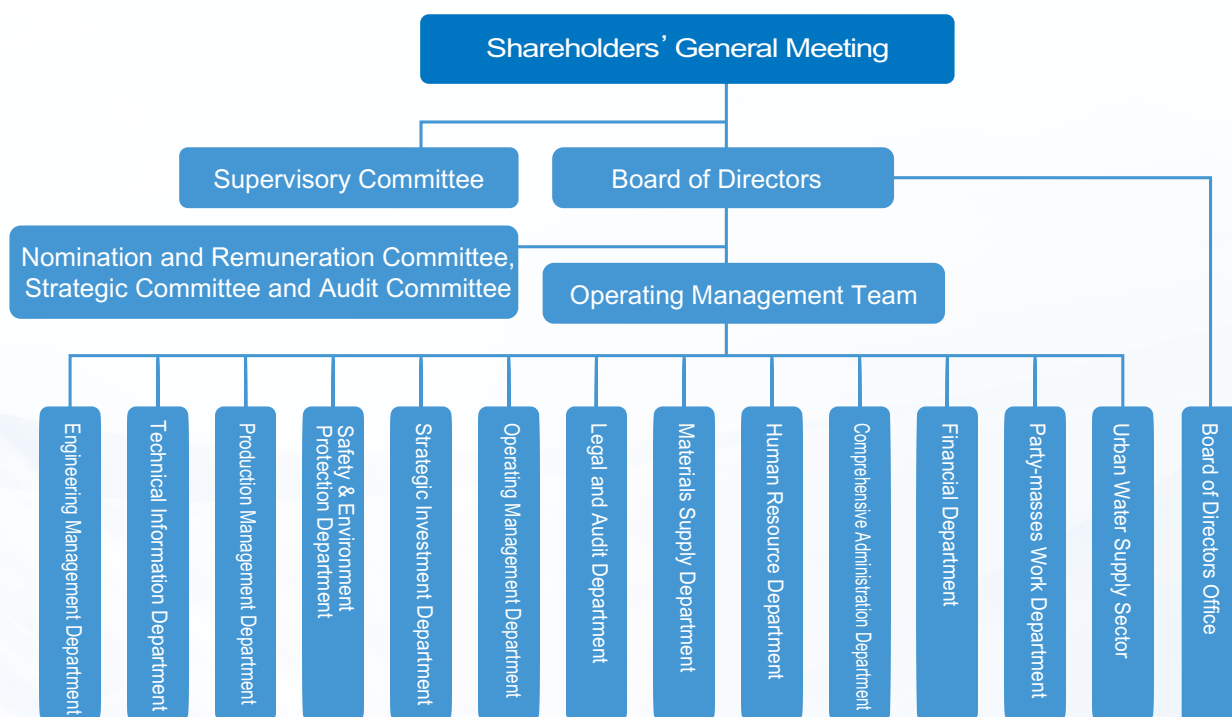 Shareholders’ General Meeting
Supervisory Committee
Board of Directors
Nomination and Remuneration Committee,
Strategic Committee and Audit Committee
Operating Management Team
Engineering Management Department
Technical Information Department
Production Management Department
Safety & Environment
Protection Department
Strategic Investment Department
Operating Management Department
Legal and Audit Department
Materials Supply Department
Human Resource Department
Comprehensive Administration Department
Financial Department
Party-masses Work Department
Urban Water Supply Sector
Board of Directors Office